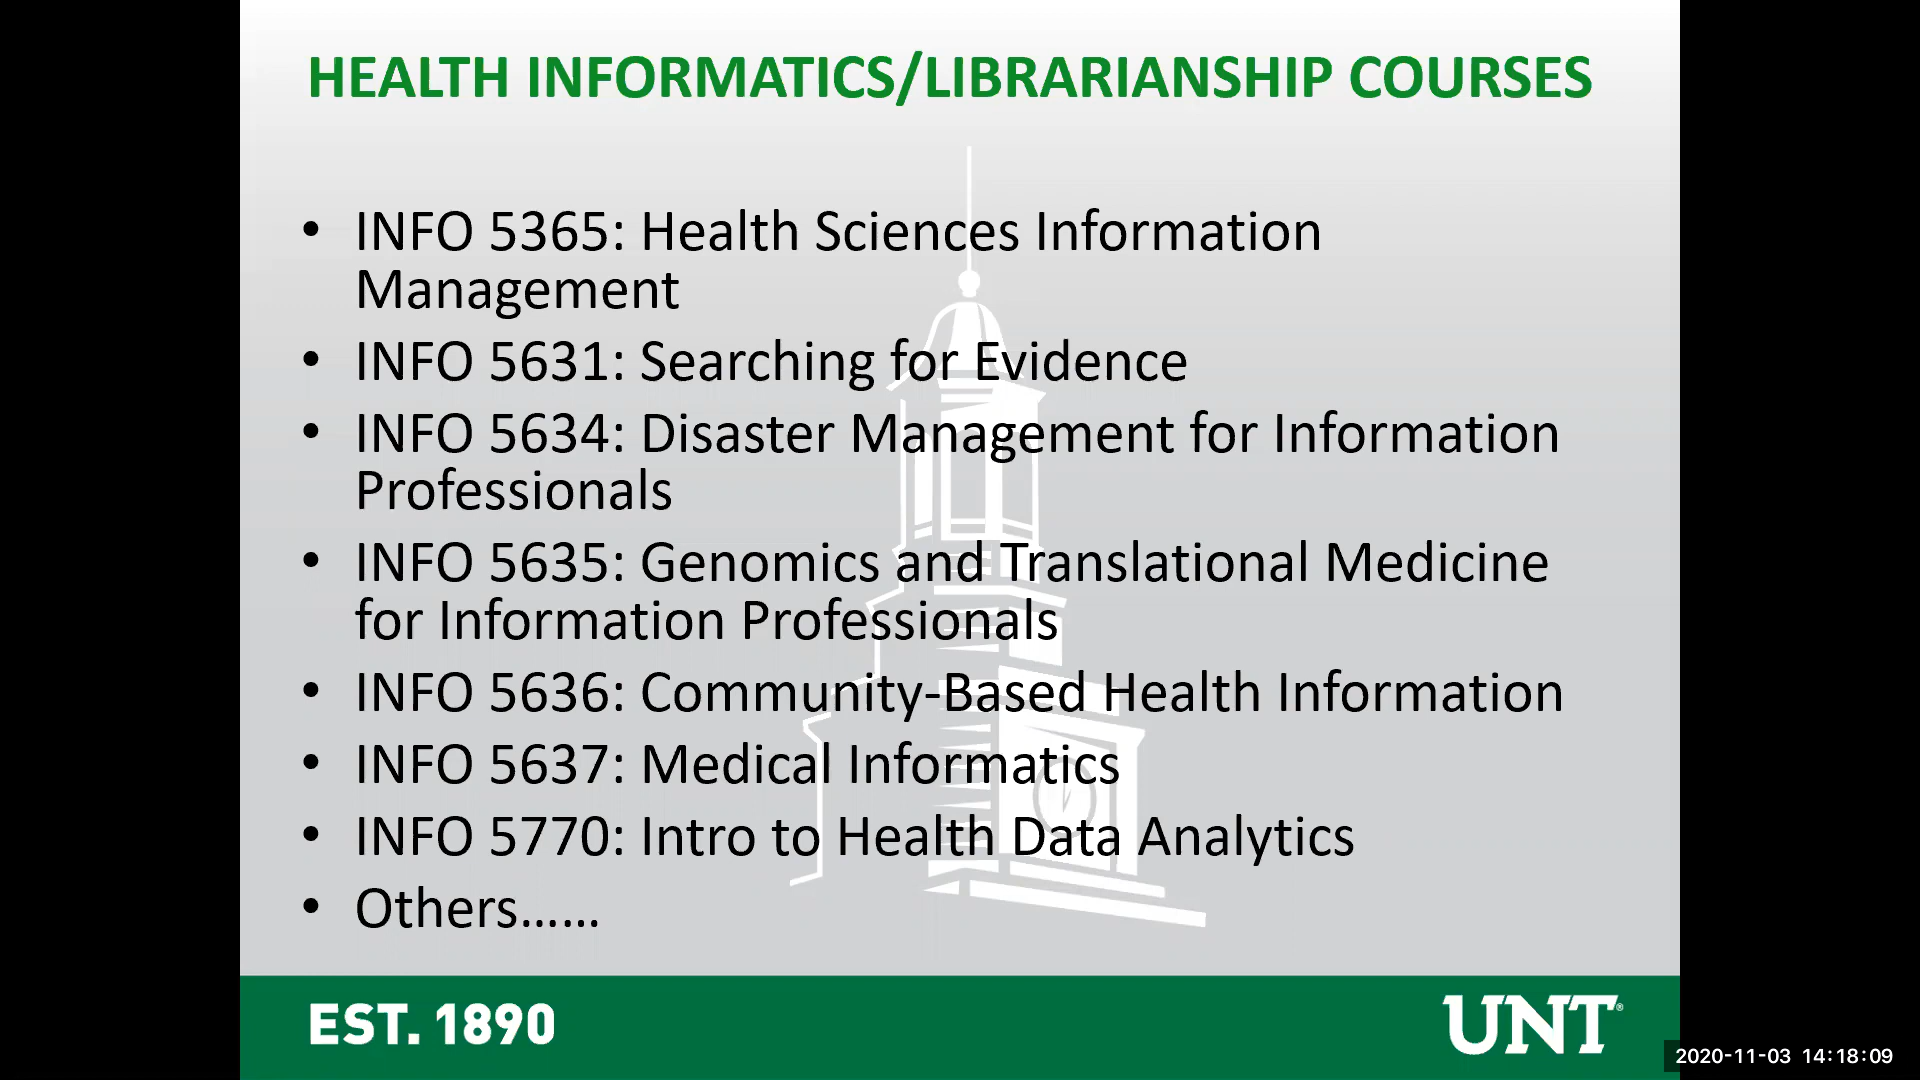 HEALTH INFORMATICS/LIBRARIANSHIP COURSES
• INFO 5365: Health Sciences Information
Management
• INFO 5631: Searching for Evidence
• INFO 5634: Disaster Management for Information
Professionals
• INFO 5635: Genomics and Translational Medicine
for Information Professionals
• INFO 5636: Community-Based Health Information
• INFO 5637: Medical Informatics
• INFO 5770: Intro to Health Data Analytics
• Others……
EST. 1890
UNT®
2020-11-03 14:18:09